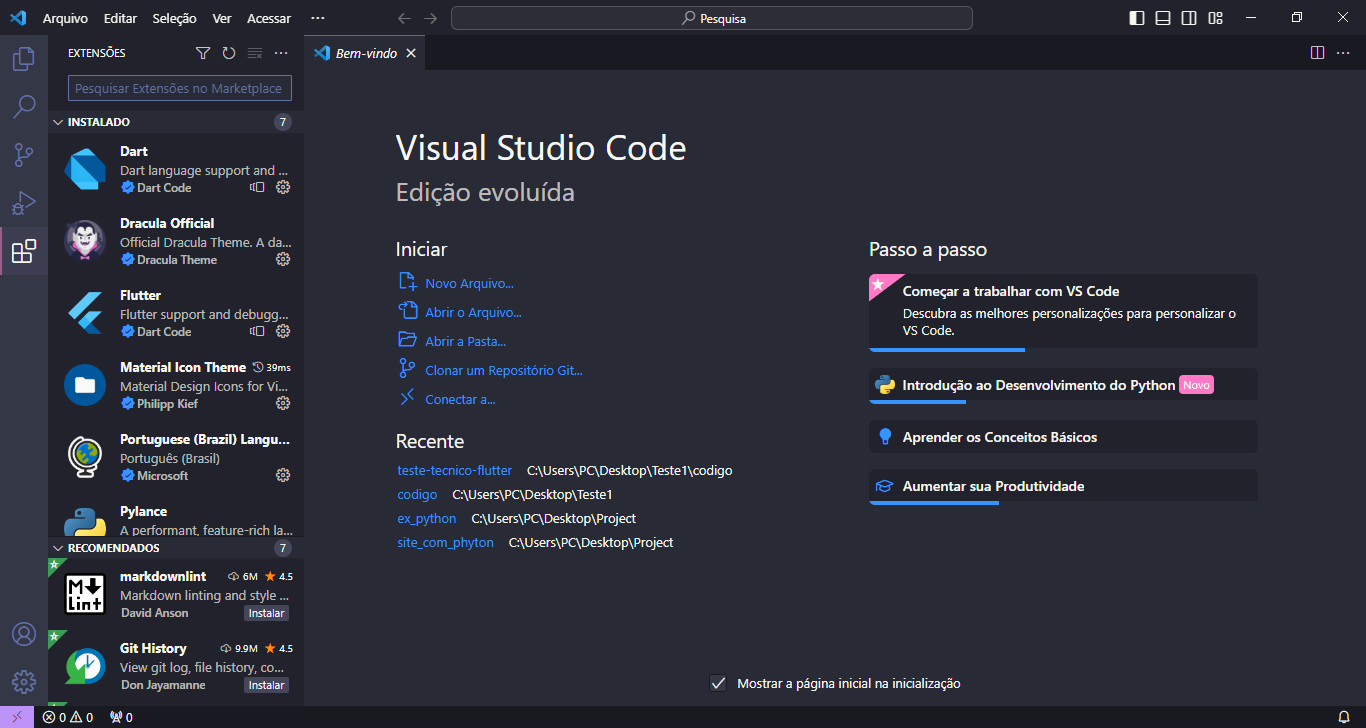 Arquivo Editar Seleção Ver Acessar ···
Pesquisa
EXTENSÕES
Pesquisar Extensões no Marketplace
INSTALADO 7
Dart
Dart language support and ...
Dart Code
Dracula Official
Official Dracula Theme. A da...
Dracula Theme
Flutter
Flutter support and debugg...
Dart Code
Material Icon Theme 39ms
Material Design Icons for Vi...
Philipp Kief
Portuguese (Brazil) Langu...
Português (Brasil)
Microsoft
Pylance
A performant, feature-rich la...
RECOMENDADOS 7
M Lint
markdownlint 6M 4.5
Markdown linting and style ...
David Anson Instalar
Git History 9.9M 4.5
View git log, file history, co...
Don Jayamanne Instalar
Bem-vindo
Visual Studio Code
Edição evoluída
Iniciar
Novo Arquivo...
Abrir o Arquivo...
Abrir a Pasta...
Clonar um Repositório Git...
Conectar a...
Recente
teste-tecnico-flutter C:\Users\PC\Desktop\Teste1\codigo
codigo C:\Users\PC\Desktop\Teste1
ex_python C:\Users\PC\Desktop\Project
site_com_phyton C:\Users\PC\Desktop\Project
Passo a passo
Começar a trabalhar com VS Code
Descubra as melhores personalizações para personalizar o
VS Code.
Introdução ao Desenvolvimento do Python Novo
Aprender os Conceitos Básicos
Aumentar sua Produtividade
Mostrar a página inicial na inicialização
0 0 0